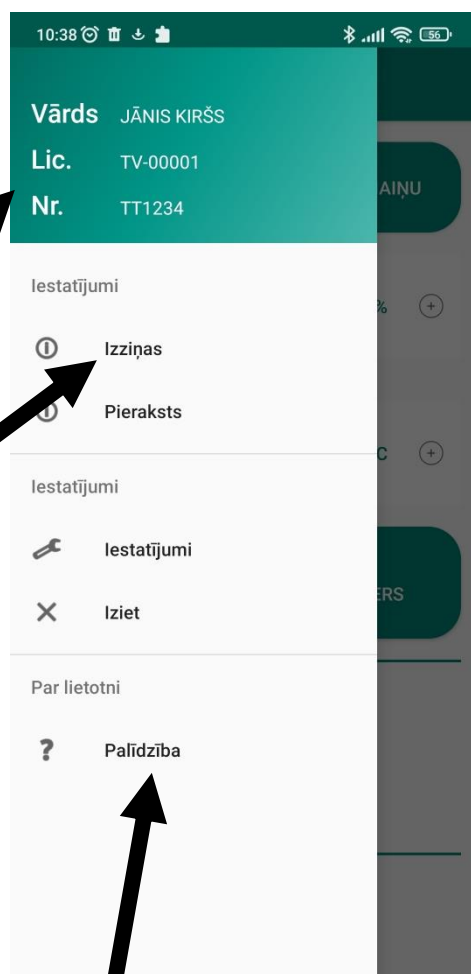 10:38 56
Vārds JĀNIS KIRŠS
Lic. TV-00001
AIŅU
Nr. TT1234
Iestatījumi
%
Izziņas
Pieraksts
C
Iestatījumi
Iestatījumi
ERS
Iziet
Par lietotni
? Palīdzība